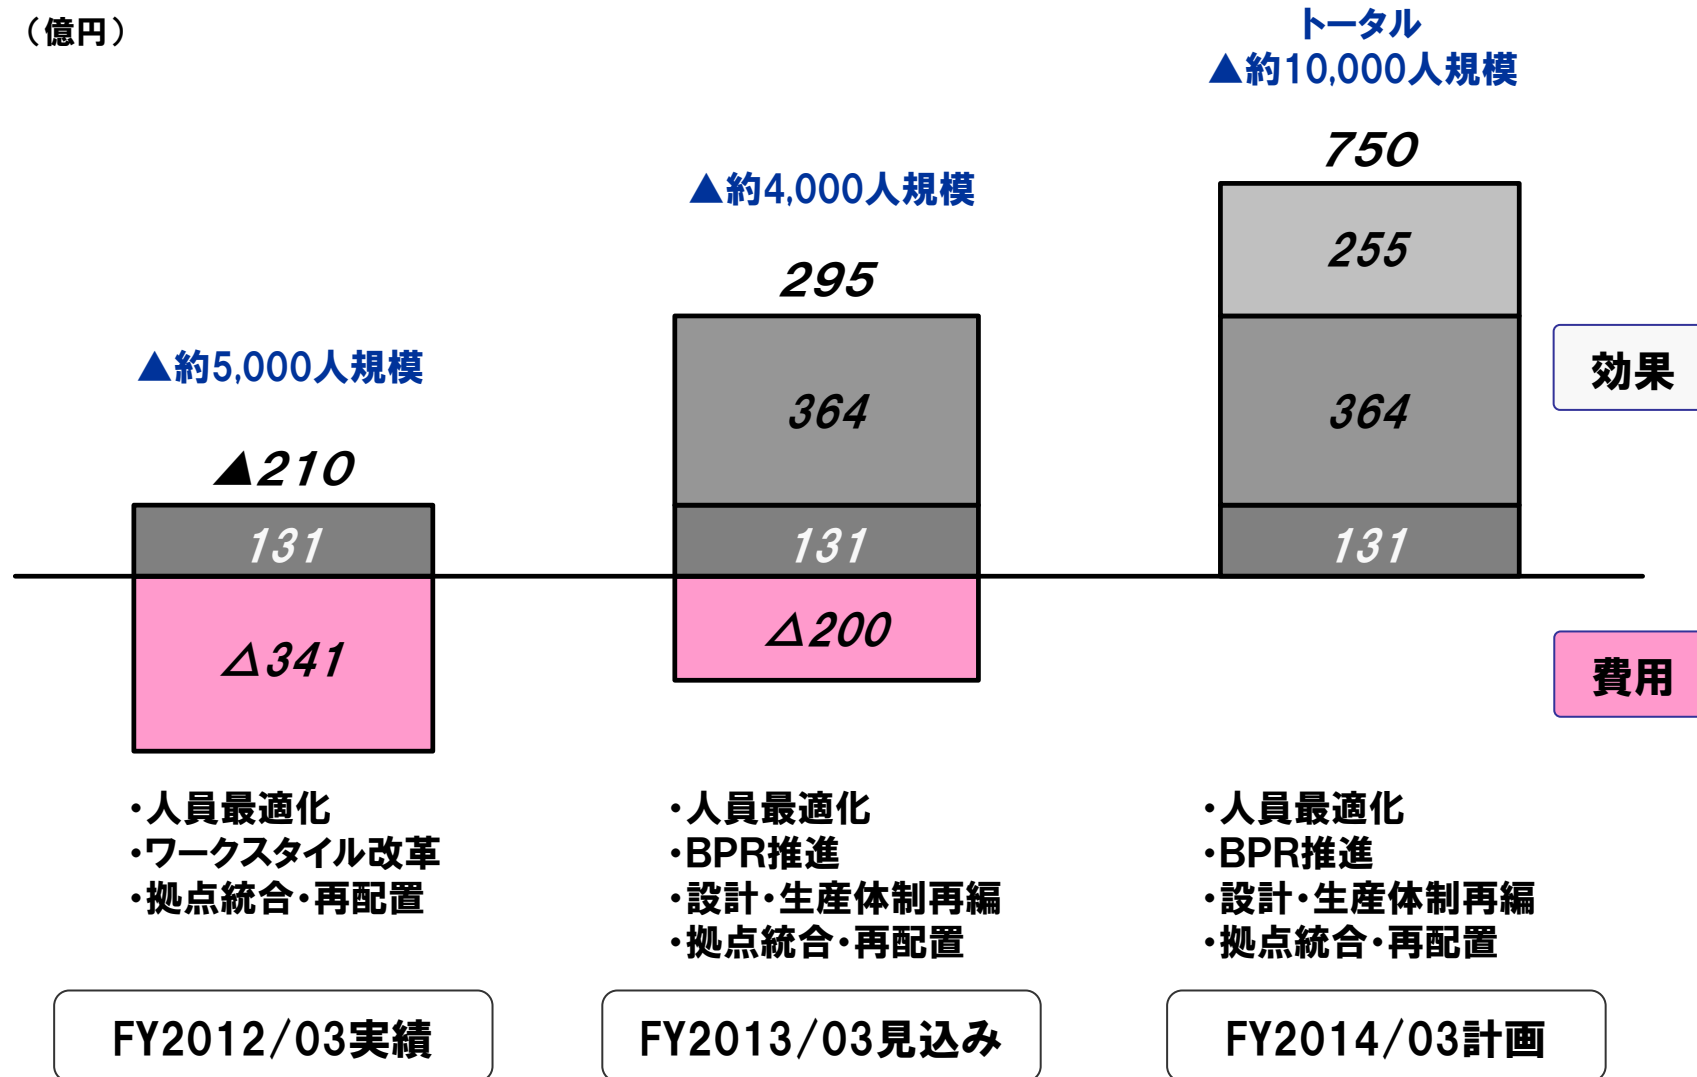 （億円）
トータル
▲約10,000人規模
750
255
364
131
▲約4,000人規模
295
364
131
△200
▲約5,000人規模
▲210
131
△341
効果
費用
・人員最適化
・ワークスタイル改革
・拠点統合・再配置
・人員最適化
・BPR推進
・設計・生産体制再編
・拠点統合・再配置
・人員最適化
・BPR推進
・設計・生産体制再編
・拠点統合・再配置
FY2012/03実績
FY2013/03見込み
FY2014/03計画